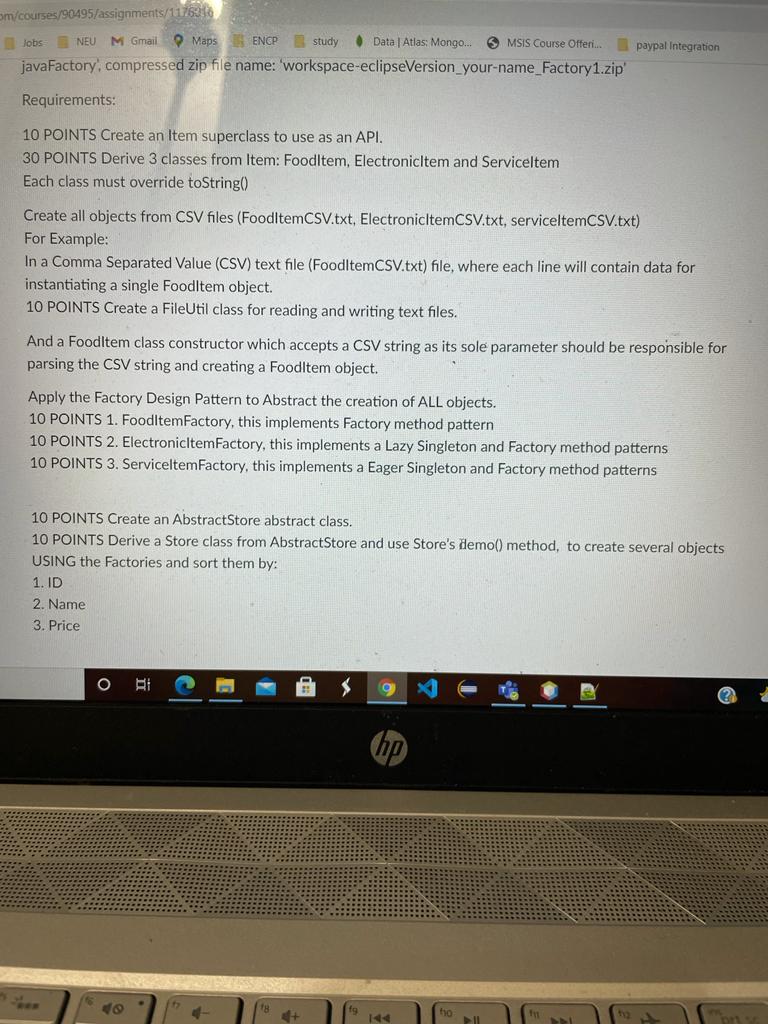 om/courses/90495/assignments/1176316
Jobs NEU Gmail Maps ENCP study Data | Atlas: Mongo... MSIS Course Offeri... paypal Integration
javaFactory', compressed zip file name: 'workspace-eclipseVersion_your-name_Factory1.zip'
Requirements:
10 POINTS Create an Item superclass to use as an API.
30 POINTS Derive 3 classes from Item: FoodItem, ElectronicItem and ServiceItem
Each class must override toString()
Create all objects from CSV files (FoodItemCSV.txt, ElectronicItemCSV.txt, serviceItemCSV.txt)
For Example:
In a Comma Separated Value (CSV) text file (FoodItemCSV.txt) file, where each line will contain data for
instantiating a single FoodItem object.
10 POINTS Create a FileUtil class for reading and writing text files.
And a FoodItem class constructor which accepts a CSV string as its sole parameter should be responsible for
parsing the CSV string and creating a FoodItem object.
Apply the Factory Design Pattern to Abstract the creation of ALL objects.
10 POINTS 1. FoodItemFactory, this implements Factory method pattern
10 POINTS 2. ElectronicItemFactory, this implements a Lazy Singleton and Factory method patterns
10 POINTS 3. ServiceItemFactory, this implements a Eager Singleton and Factory method patterns
10 POINTS Create an AbstractStore abstract class.
10 POINTS Derive a Store class from AbstractStore and use Store's demo() method, to create several objects
USING the Factories and sort them by:
1. ID
2. Name
3. Price
hp
f6 f7 f8 f9 f10 f11 f12